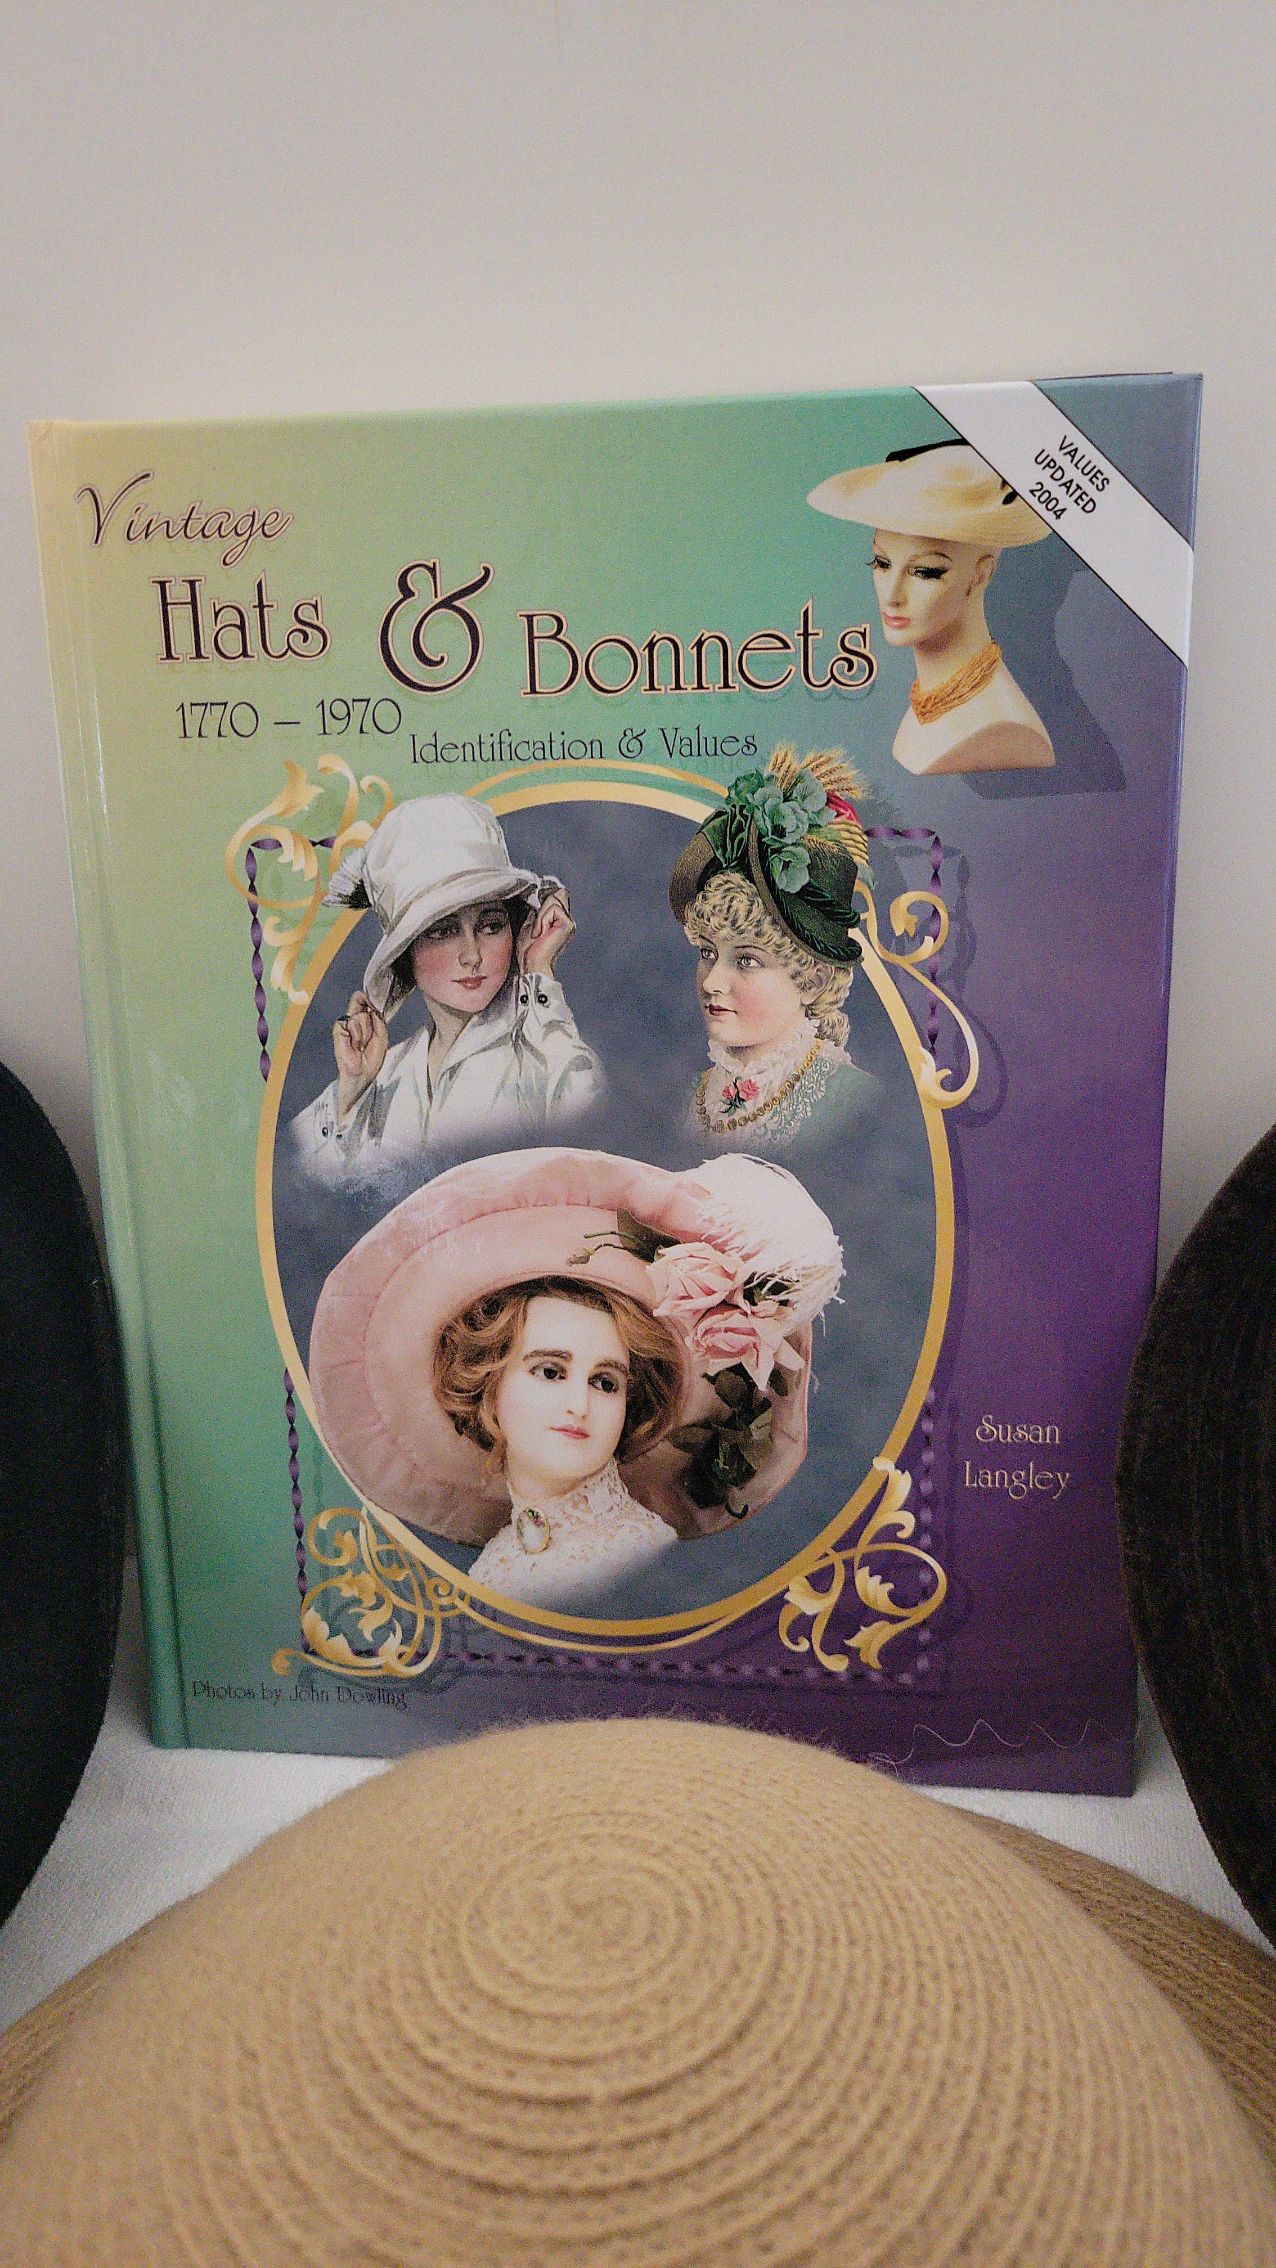 VALUES
UPDATED
2004
Vintage
Hats & Bonnets
1770 – 1970
Identification & Values
Susan
Langley
Photos by John Dowling